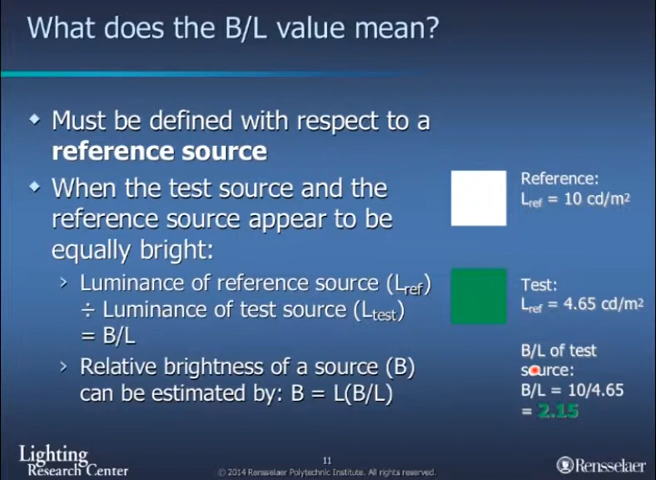 What does the B/L value mean?
Must be defined with respect to a
reference source
When the test source and the
reference source appear to be
equally bright:
Luminance of reference source (Lref)
÷ Luminance of test source (Ltest)
= B/L
Relative brightness of a source (B)
can be estimated by: B = L(B/L)
Reference:
Lref = 10 cd/m2
Test:
Lref = 4.65 cd/m2
B/L of test
source:
B/L = 10/4.65
= 2.15
Lighting
Research Center
11
© 2014 Rensselaer Polytechnic Institute. All rights reserved.
Rensselaer